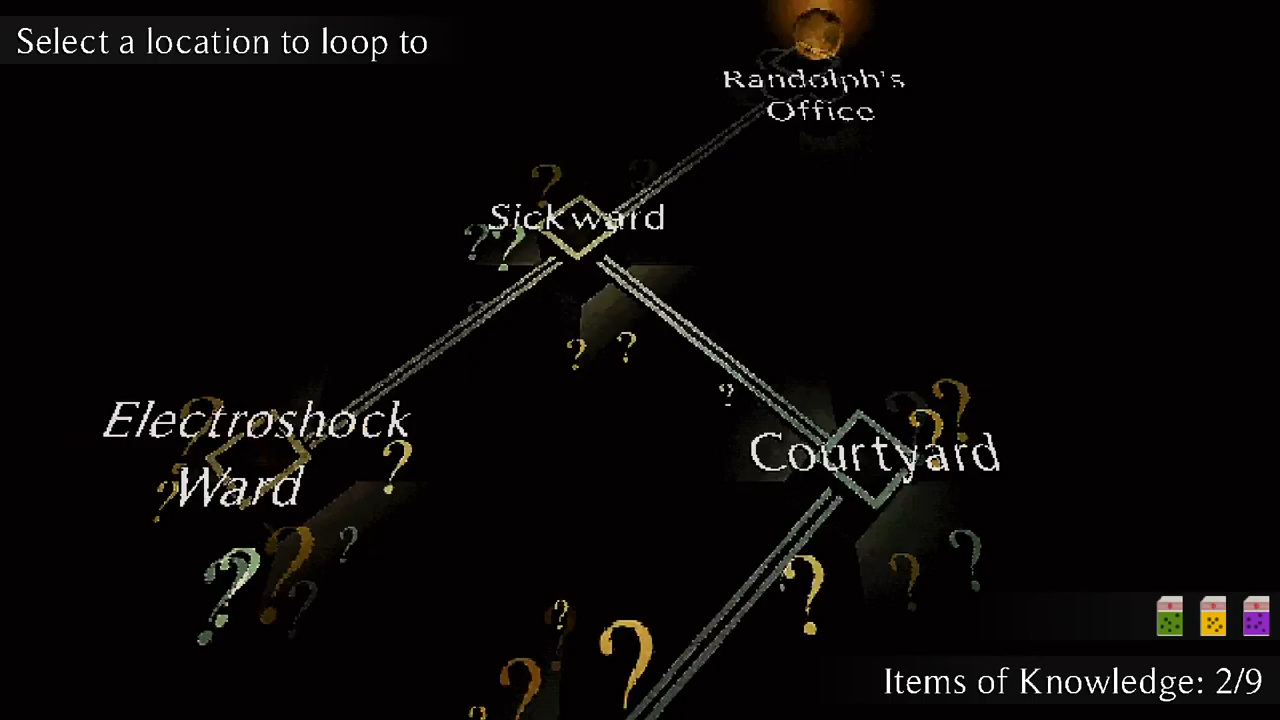 Select a location to loop to
Randolph's
Office
Sickward
Electroshock
Ward
Courtyard
Items of Knowledge: 2/9